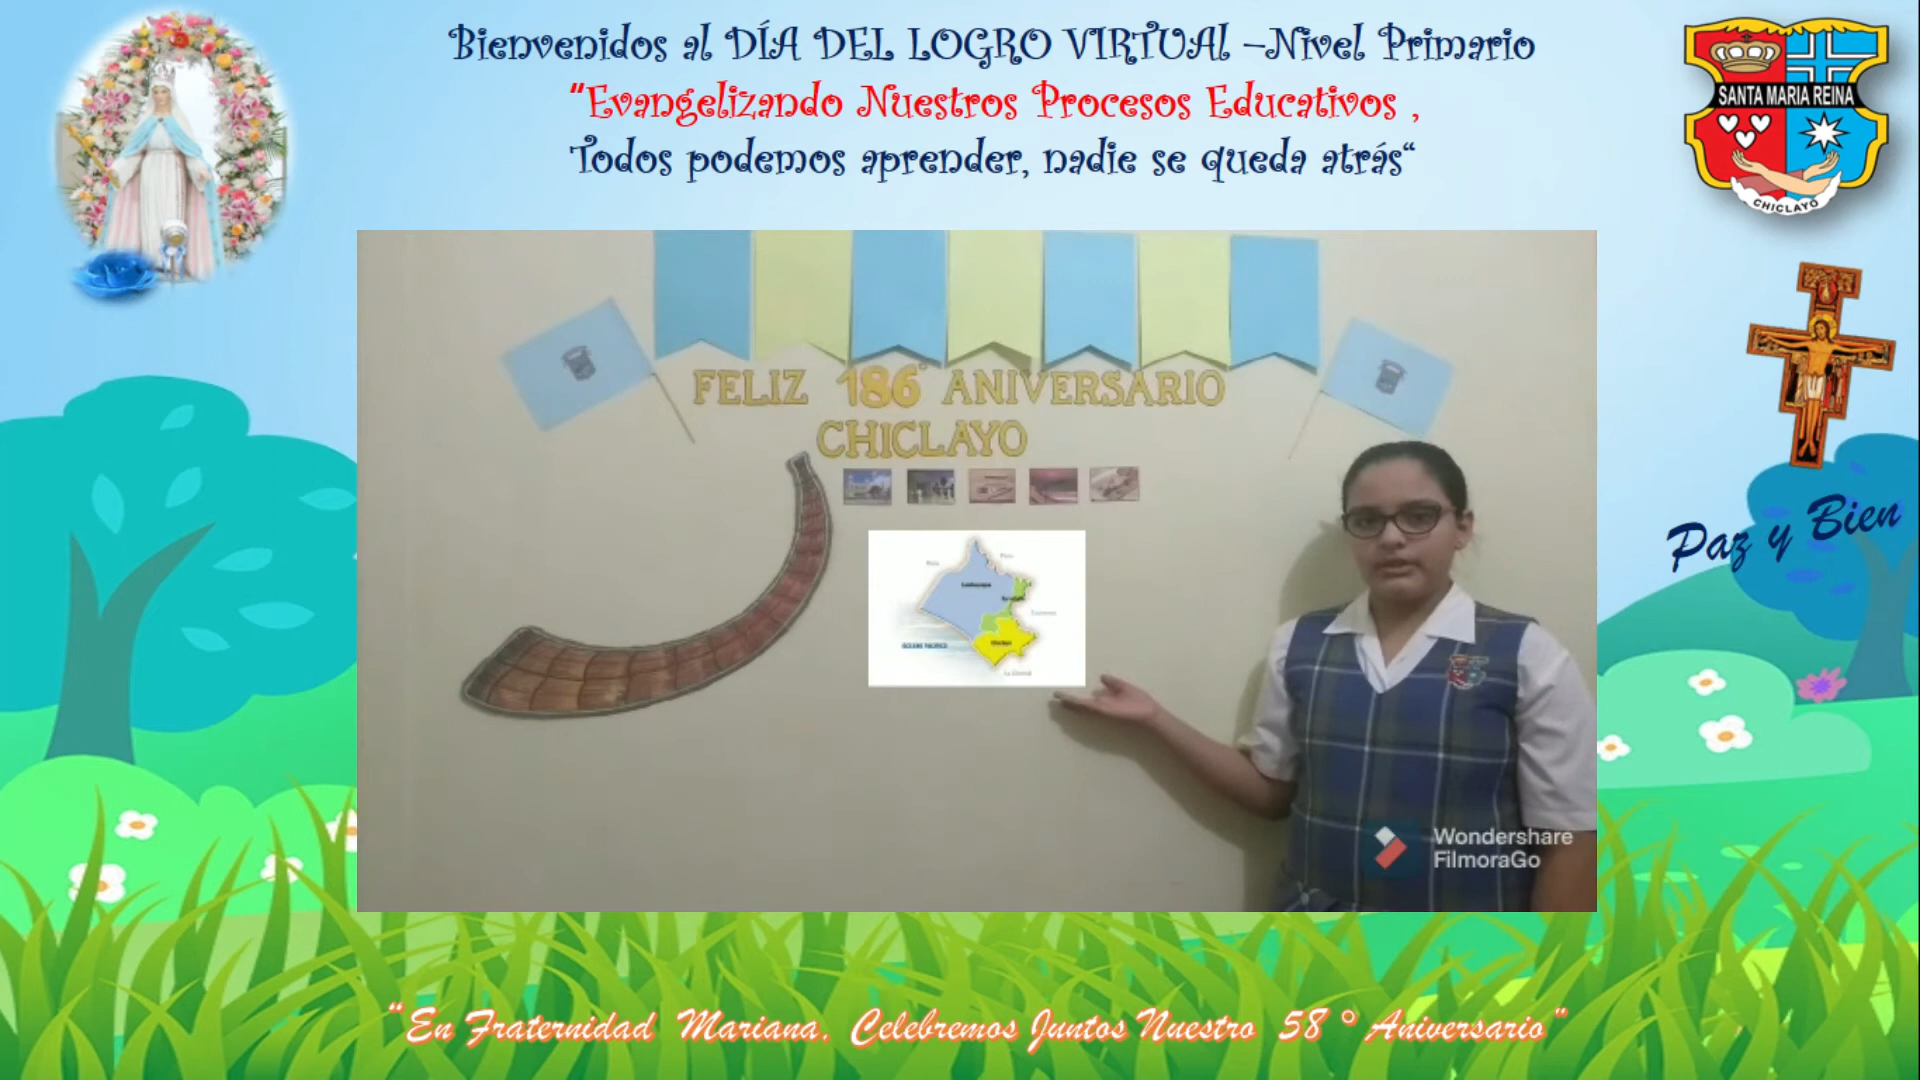 Bienvenidos al DÍA DEL LOGRO VIRTUAl –Nivel Primario
"Evangelizando Nuestros Procesos Educativos ,
Todos podemos aprender, nadie se queda atrás“
SANTA MARIA REINA
CHICLAYO
Paz y Bien
FELIZ 186° ANIVERSARIO
CHICLAYO
OCÉANO PACÍFICO
Wondershare
FilmoraGo
“En Fraternidad Mariana, Celebremos Juntos Nuestro 58 ° Aniversario”